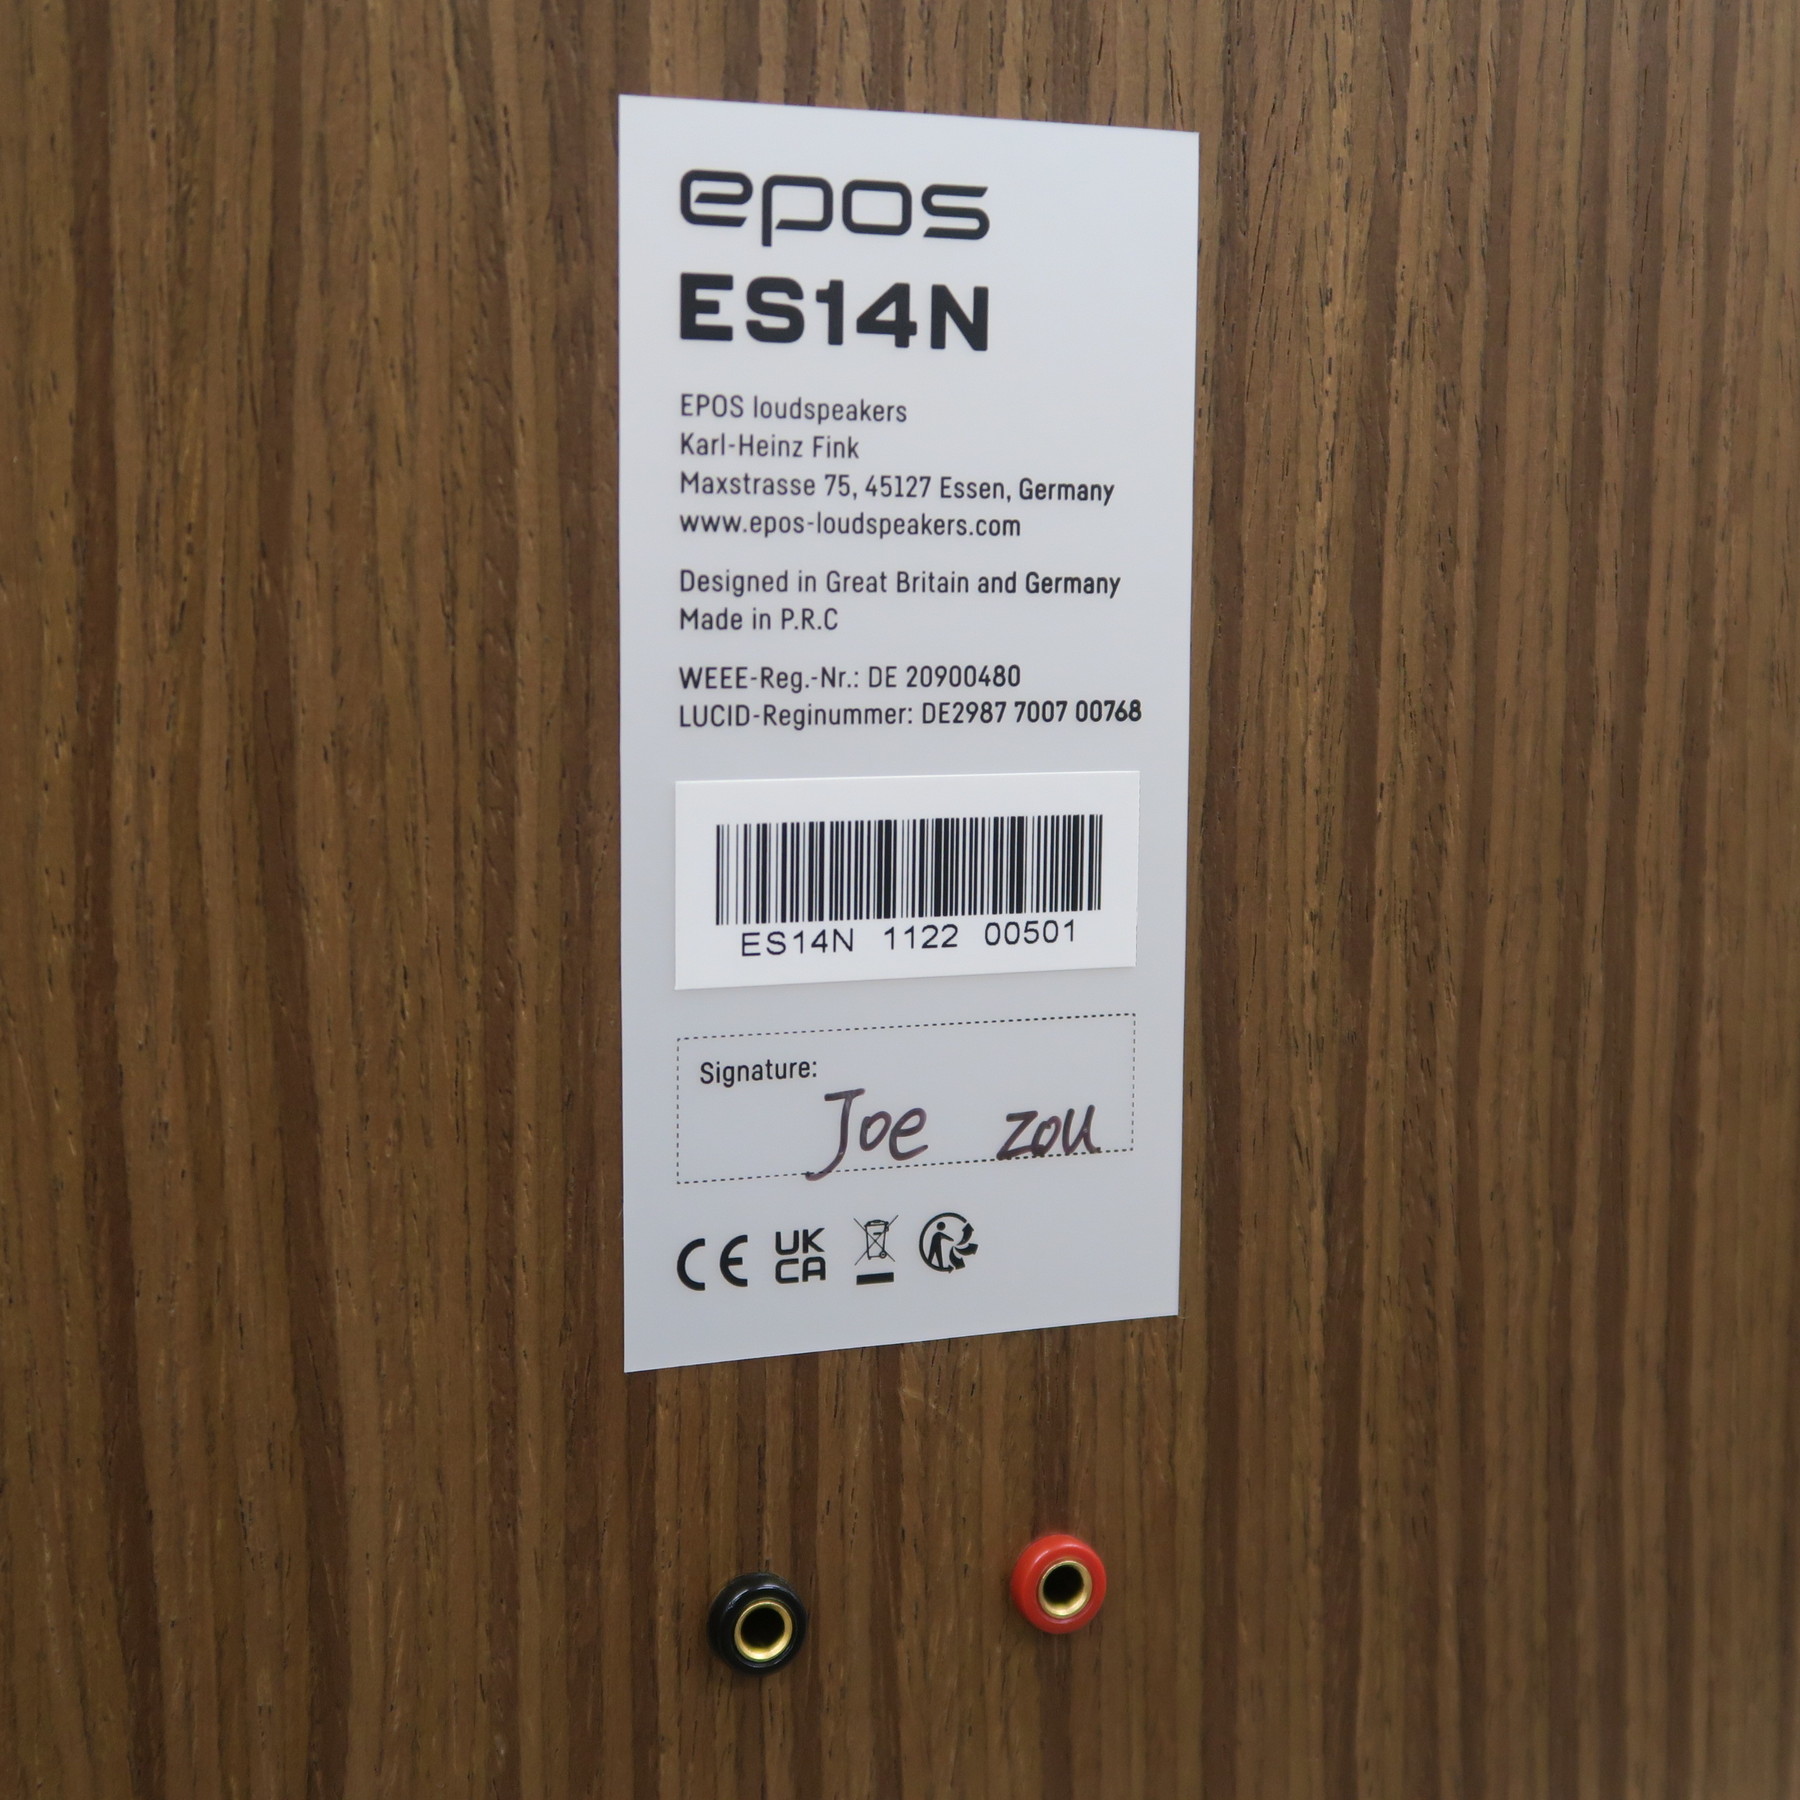 epos
ES14N
EPOS loudspeakers
Karl-Heinz Fink
Maxstrasse 75, 45127 Essen, Germany
www.epos-loudspeakers.com
Designed in Great Britain and Germany
Made in P.R.C
WEEE-Reg.-Nr.: DE 20900480
LUCID-Reginummer: DE2987 7007 00768
ES14N 1122 00501
Signature:
Joe zou
CE UK
CA